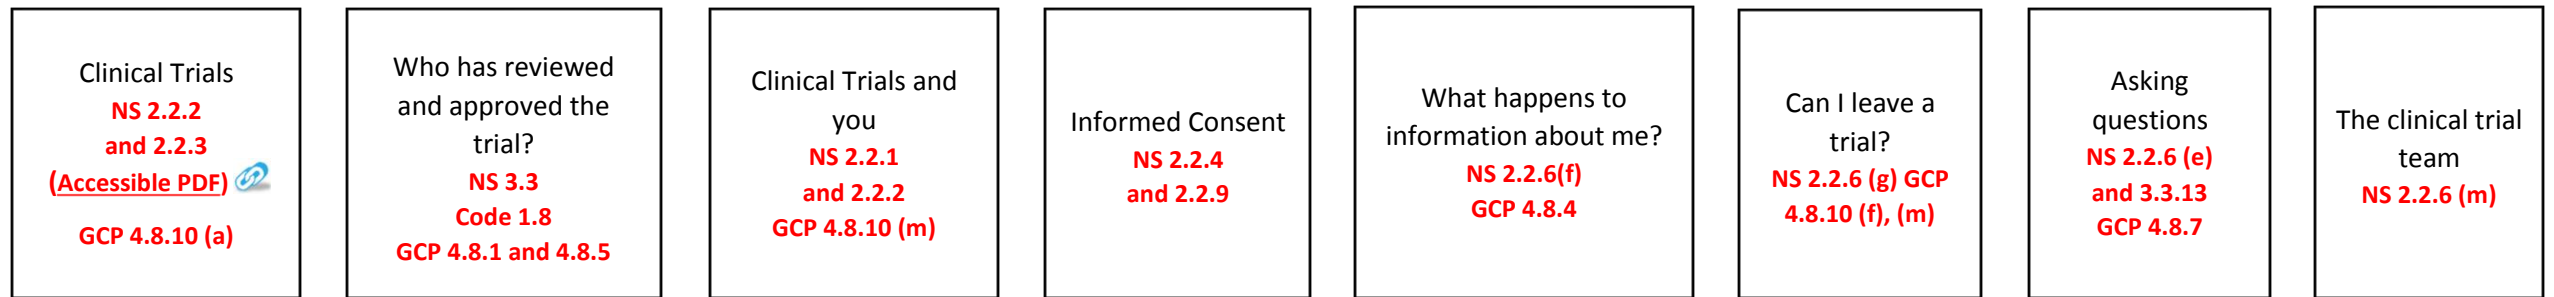 Clinical Trials
NS 2.2.2
and 2.2.3
(Accessible PDF)
GCP 4.8.10 (a)
Who has reviewed
and approved the
trial?
NS 3.3
Code 1.8
GCP 4.8.1 and 4.8.5
Clinical Trials and
you
NS 2.2.1
and 2.2.2
GCP 4.8.10 (m)
Informed Consent
NS 2.2.4
and 2.2.9
What happens to
information about me?
NS 2.2.6(f)
GCP 4.8.4
Can I leave a
trial?
NS 2.2.6 (g) GCP
4.8.10 (f), (m)
Asking
questions
NS 2.2.6 (e)
and 3.3.13
GCP 4.8.7
The clinical trial
team
NS 2.2.6 (m)